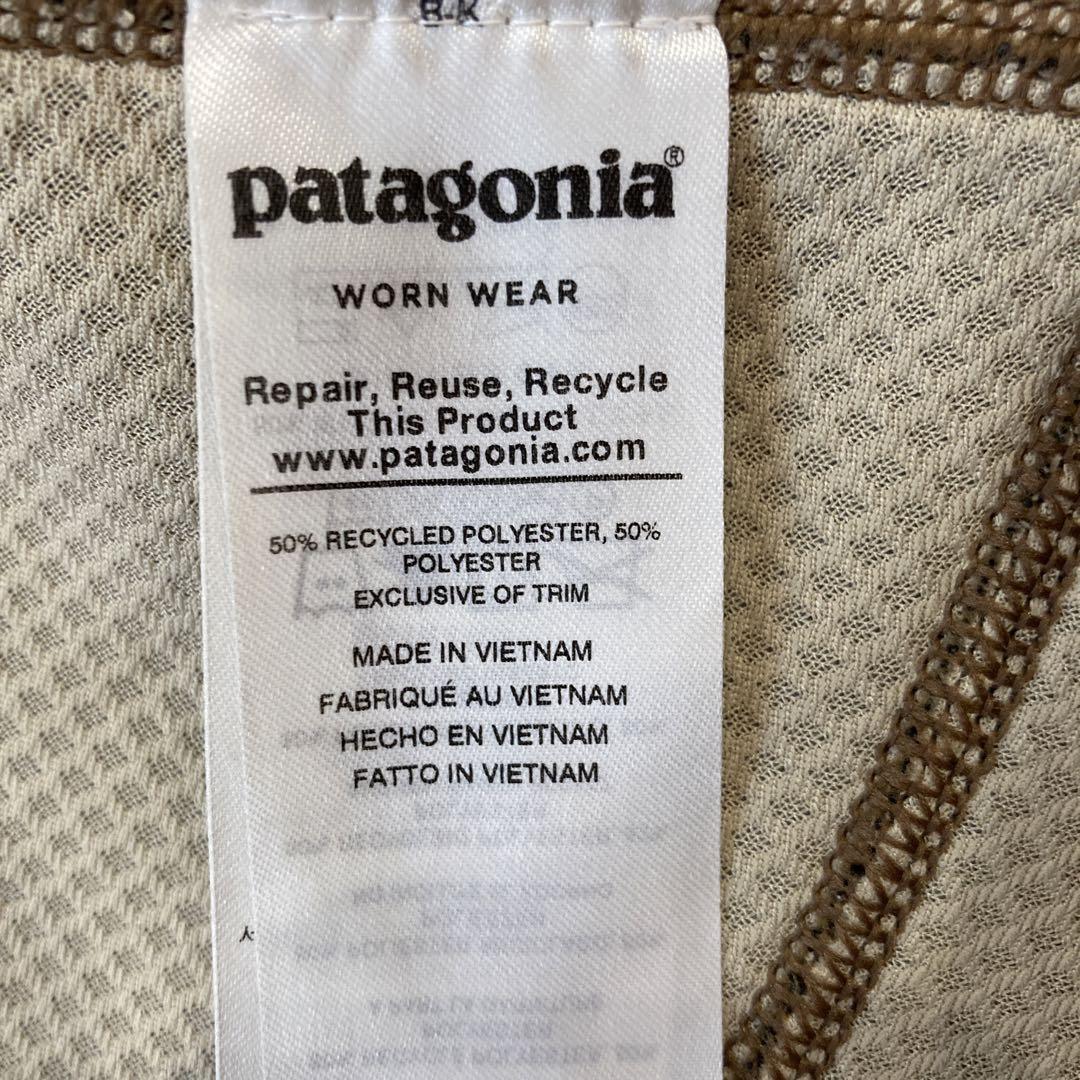 patagonia®
WORN WEAR
Repair, Reuse, Recycle
This Product
www.patagonia.com
50% RECYCLED POLYESTER, 50%
POLYESTER
EXCLUSIVE OF TRIM
MADE IN VIETNAM
FABRIQUÉ AU VIETNAM
HECHO EN VIETNAM
FATTO IN VIETNAM